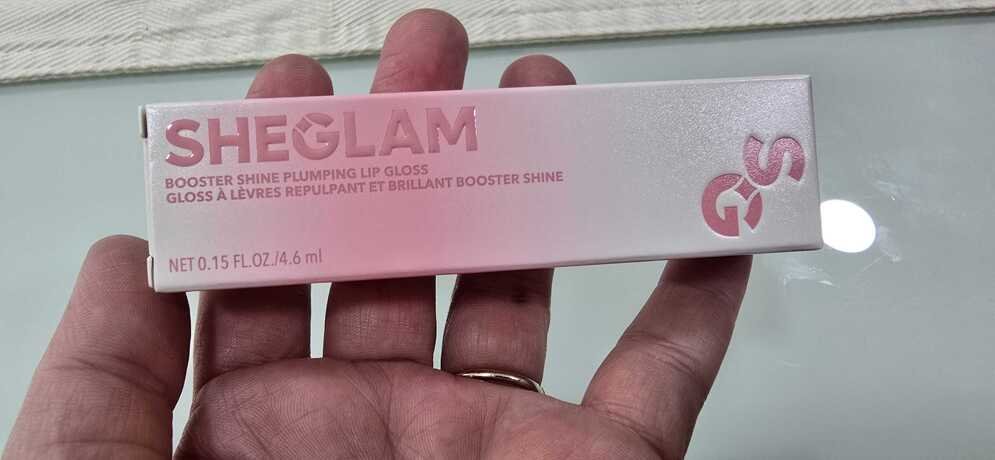 SHEGLAM
BOOSTER SHINE PLUMPING LIP GLOSS
GLOSS À LÈVRES REPULPANT ET BRILLANT BOOSTER SHINE
NET 0.15 FL.OZ./4.6 ml
GS